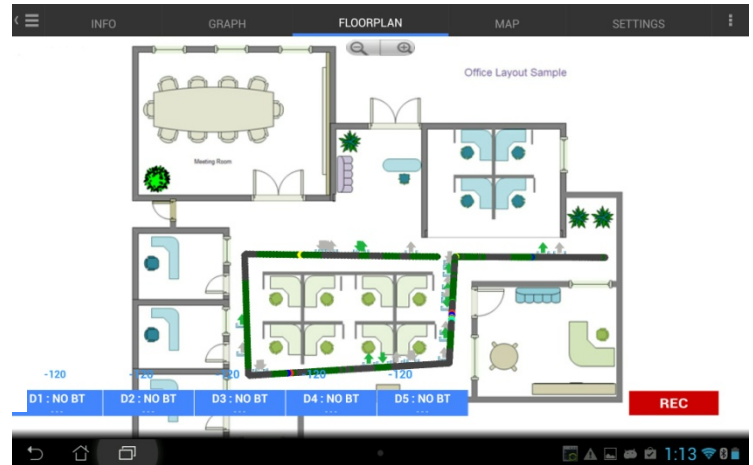 INFO GRAPH FLOORPLAN MAP SETTINGS
Office Layout Sample
Meeting Room
-120 -120 -120 -120
D1 : NO BT D2 : NO BT D3 : NO BT D4 : NO BT D5 : NO BT
--- --- --- --- ---
REC
1:13